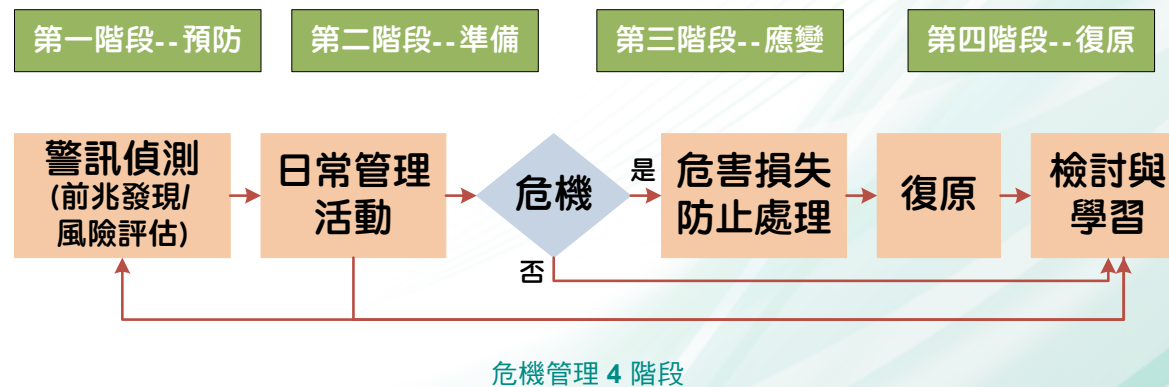 第一階段--預防
第二階段--準備
第三階段--應變
第四階段--復原
警訊偵測
(前兆發現/
風險評估)
日常管理
活動
危機
是
否
危害損失
防止處理
復原
檢討與
學習
危機管理 4 階段